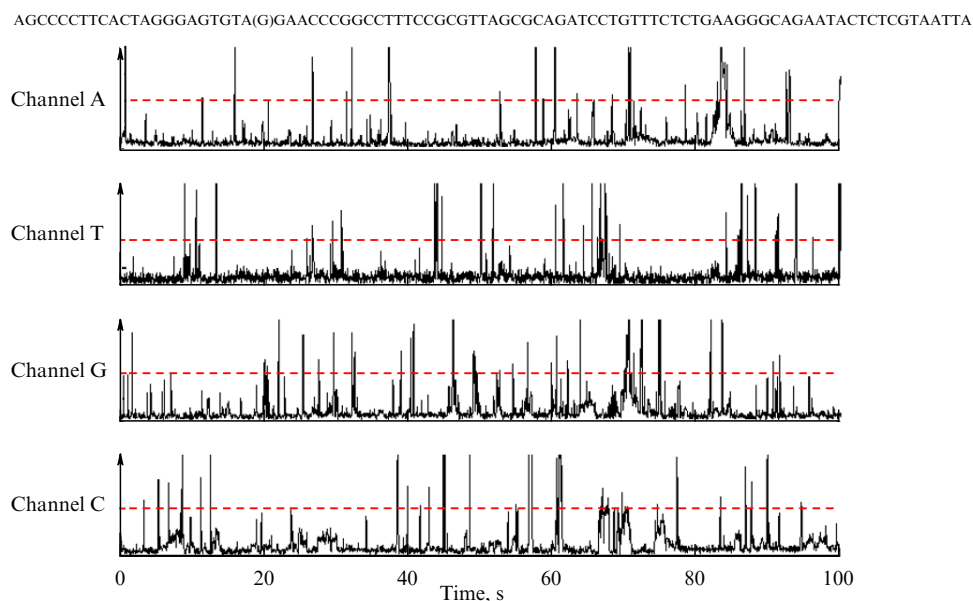 AGCCCCTTCACTAGGGAGTGTA(G)GAACCCGGCCTTTCCGCGTTAGCGCAGATCCTGTTTCTCTGAAGGGCAGAATACTCTCGTAATTA
Channel A
Channel T
Channel G
Channel C
0 20 40 60 80 100
Time, s